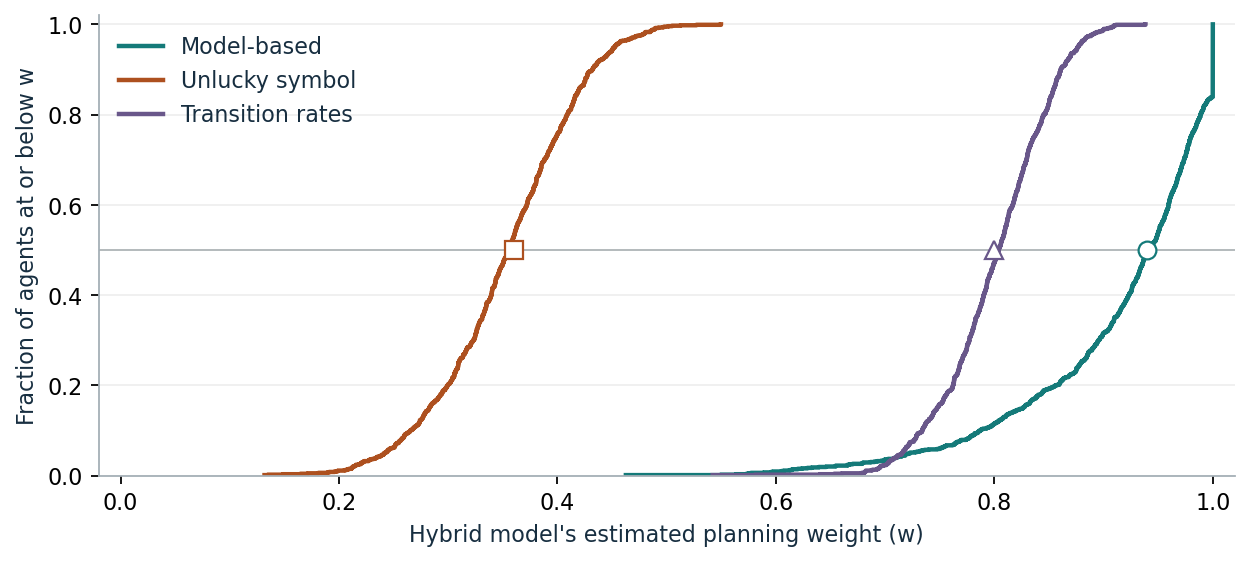 Model-based
Unlucky symbol
Transition rates
Fraction of agents at or below w
1.0
0.8
0.6
0.4
0.2
0.0
0.0 0.2 0.4 0.6 0.8 1.0
Hybrid model's estimated planning weight (w)